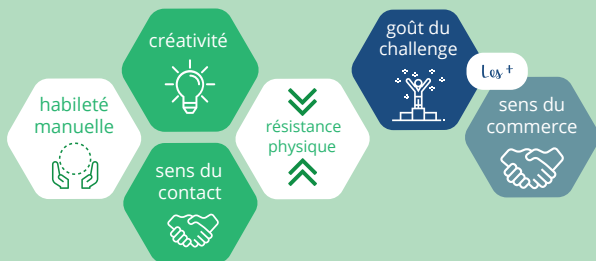 habileté
manuelle
créativité
sens du
contact
résistance
physique
goût du
challenge
Les +
sens du
commerce